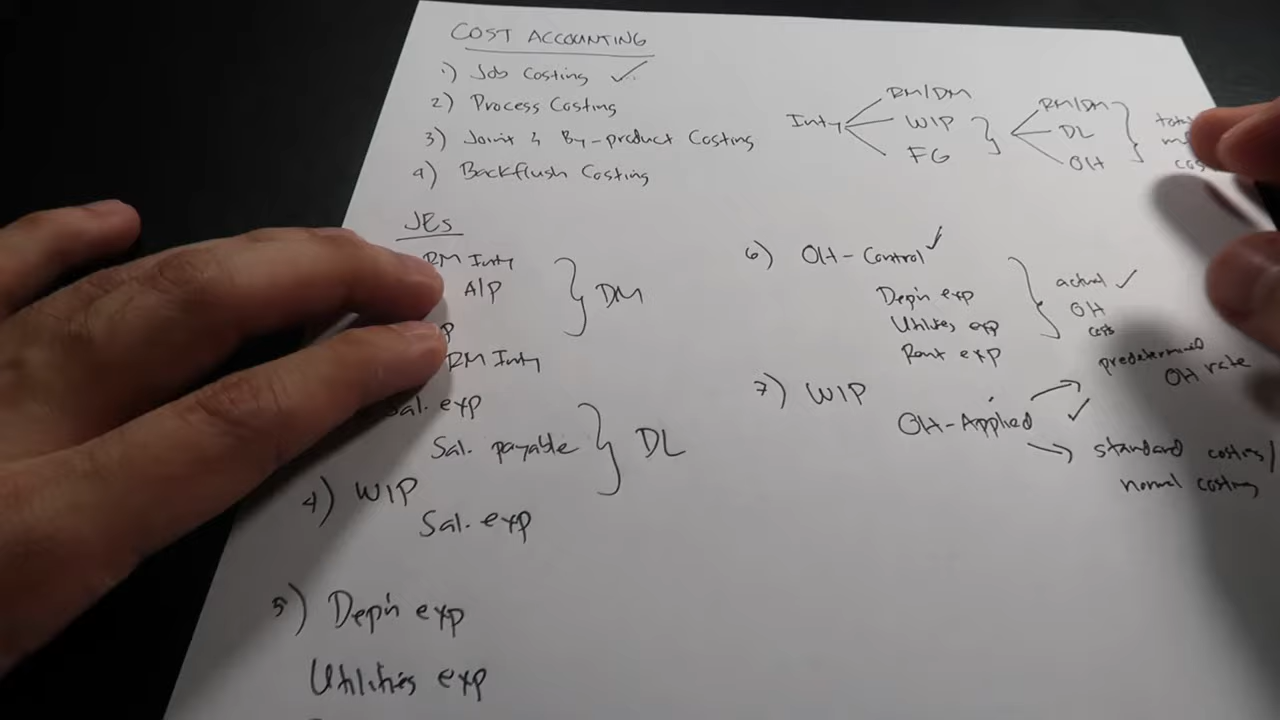 COST ACCOUNTING
1) Job Costing ✓
2) Process Costing
3) Joint & By-product Costing
4) Backflush Costing
Inty
RM/DM
WIP
FG
RM/DM
DL
OH
JEs
RM Inty
A/P
DM
RM Inty
Sal. exp
Sal. payable
DL
4) WIP
Sal. exp
5) Dep'n exp
Utilities exp
6) OH-Control ✓
Dep'n exp
Utilities exp
Rent exp
actual ✓
OH
costs
7) WIP
OH-Applied ✓
predetermined
OH rate
standard costing/
normal costing